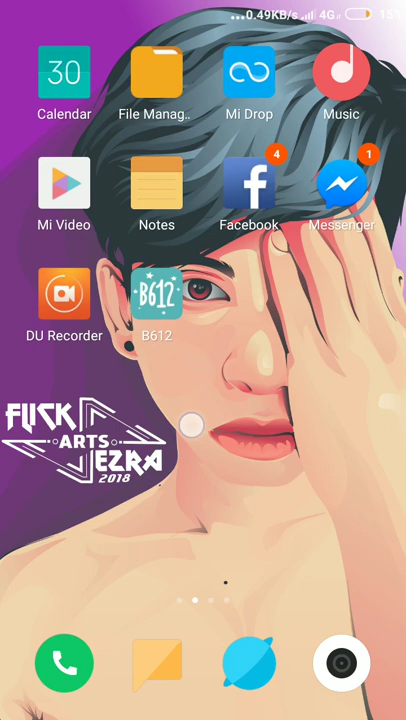 ...0.49KB/s 4G 15%
30
Calendar
File Manag..
Mi Drop
Music
4
1
Mi Video
Notes
Facebook
Messenger
B612
DU Recorder
B612
FLICK
ARTS
EZRA
2018